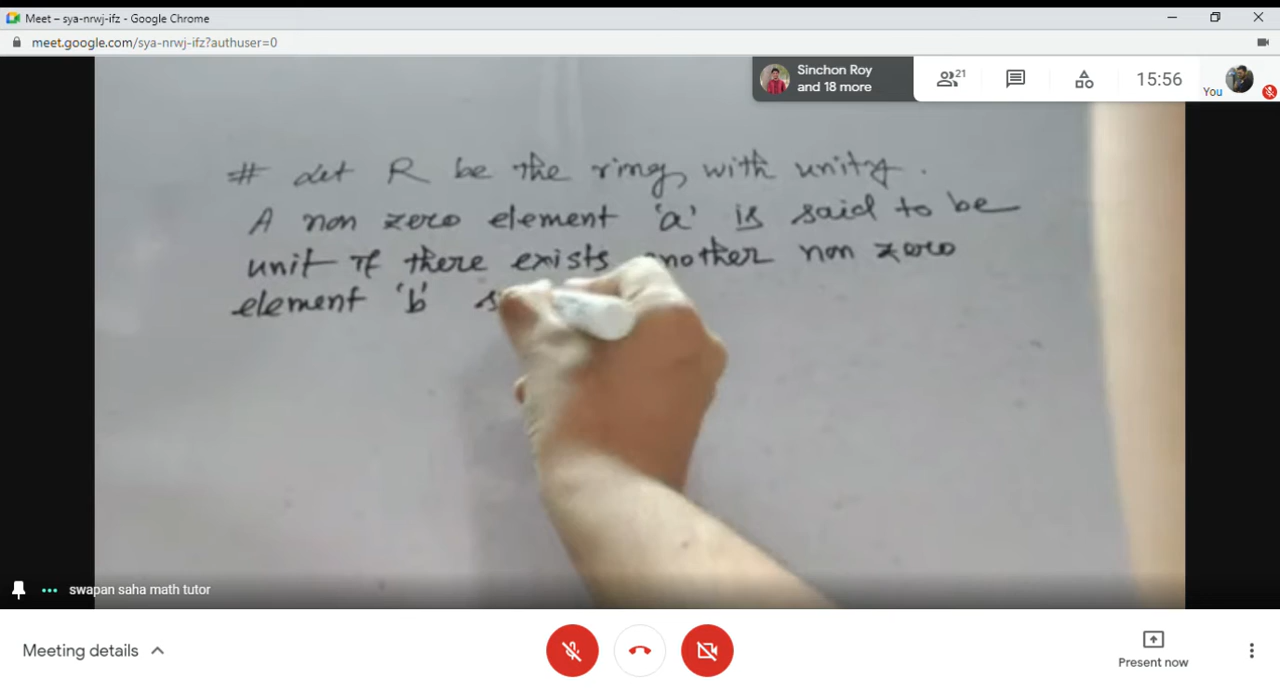 Meet – sya-nrwj-ifz - Google Chrome
meet.google.com/sya-nrwj-ifz?authuser=0
Sinchon Roy
and 18 more
21
15:56
You
# Let R be the ring with unity.
A non zero element 'a' is said to be
unit if there exists another non zero
element 'b'
swapan saha math tutor
Meeting details
Present now